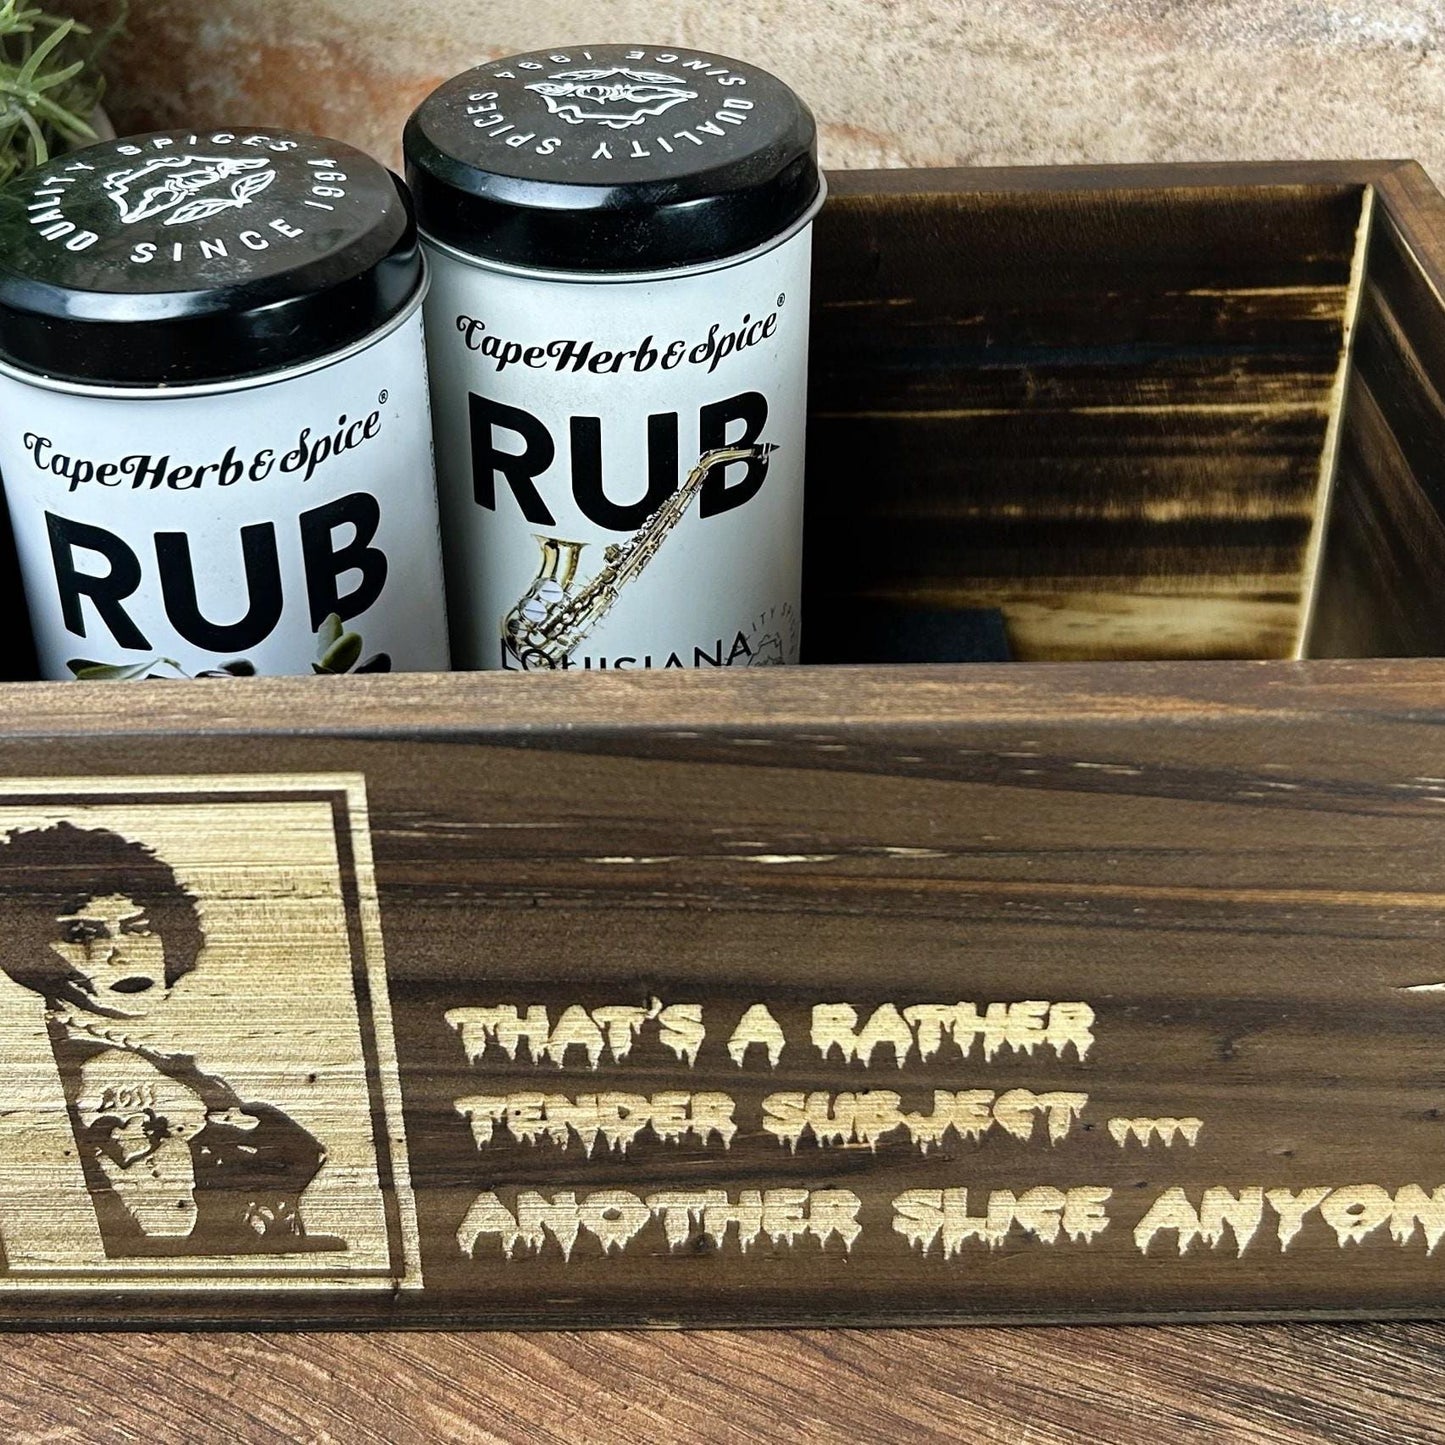 QUALITY SPICES SINCE 1994
QUALITY SPICES SINCE 1994
CapeHerb&Spice®
RUB
CapeHerb&Spice®
RUB
LOUISIANA
THAT'S A RATHER
TENDER SUBJECT ....
ANOTHER SLICE ANYON